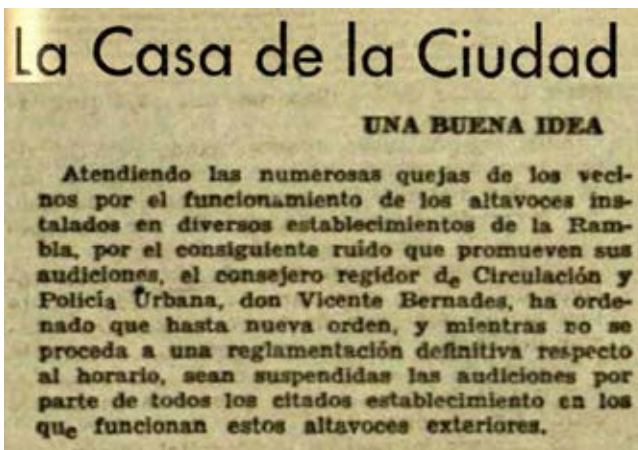 La Casa de la Ciudad
UNA BUENA IDEA
Atendiendo las numerosas quejas de los veci-
nos por el funcionamiento de los altavoces ins-
talados en diversos establecimientos de la Ram-
bla, por el consiguiente ruído que promueven sus
audiciones, el consejero regidor de Circulación y
Policía Urbana, don Vicente Bernades, ha orde-
nado que hasta nueva orden, y mientras no se
proceda a una reglamentación definitiva respecto
al horario, sean suspendidas las audiciones por
parte de todos los citados establecimiento en los
que funcionan estos altavoces exteriores.